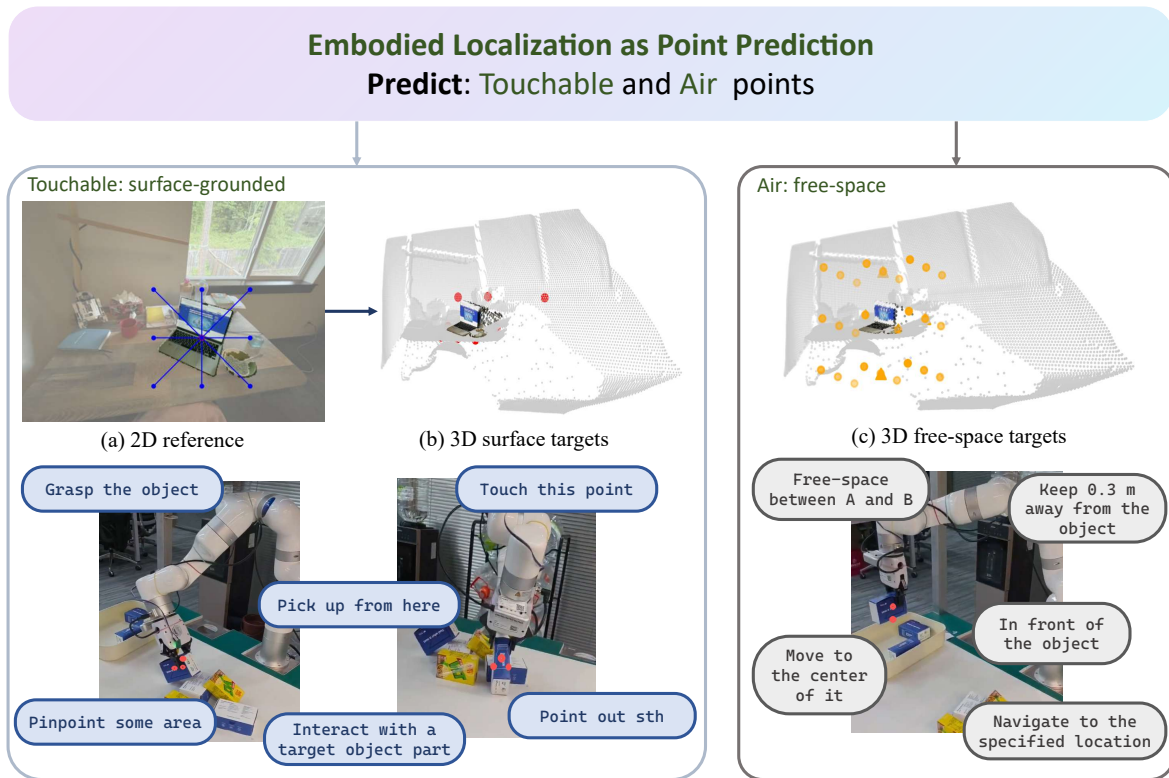 Embodied Localization as Point Prediction
Predict: Touchable and Air points
Touchable: surface-grounded
(a) 2D reference
(b) 3D surface targets
Grasp the object
Touch this point
Pick up from here
Pinpoint some area
Interact with a
target object part
Point out sth
Air: free-space
(c) 3D free-space targets
Free-space
between A and B
Keep 0.3 m
away from the
object
In front of
the object
Move to
the center
of it
Navigate to the
specified location